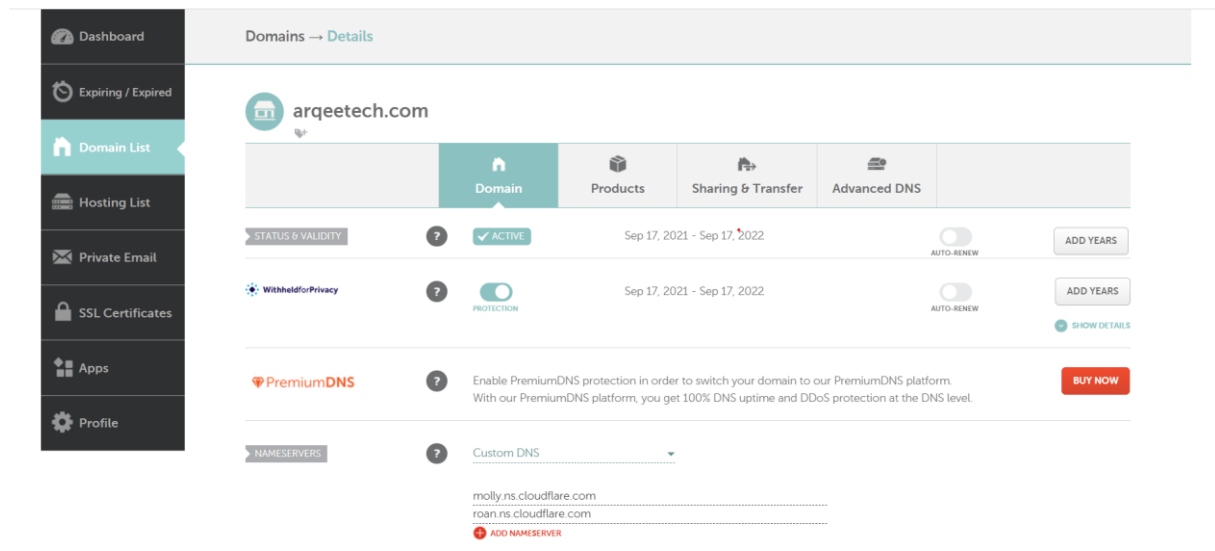 Dashboard
Expiring / Expired
Domain List
Hosting List
Private Email
SSL Certificates
Apps
Profile
Domains → Details
arqeetech.com
Domain
Products
Sharing & Transfer
Advanced DNS
STATUS & VALIDITY
?
ACTIVE
Sep 17, 2021 - Sep 17, 2022
AUTO-RENEW
ADD YEARS
WithheldforPrivacy
?
PROTECTION
Sep 17, 2021 - Sep 17, 2022
AUTO-RENEW
ADD YEARS
SHOW DETAILS
PremiumDNS
?
Enable PremiumDNS protection in order to switch your domain to our PremiumDNS platform.
With our PremiumDNS platform, you get 100% DNS uptime and DDoS protection at the DNS level.
BUY NOW
NAMESERVERS
?
Custom DNS
molly.ns.cloudflare.com
roan.ns.cloudflare.com
ADD NAMESERVER